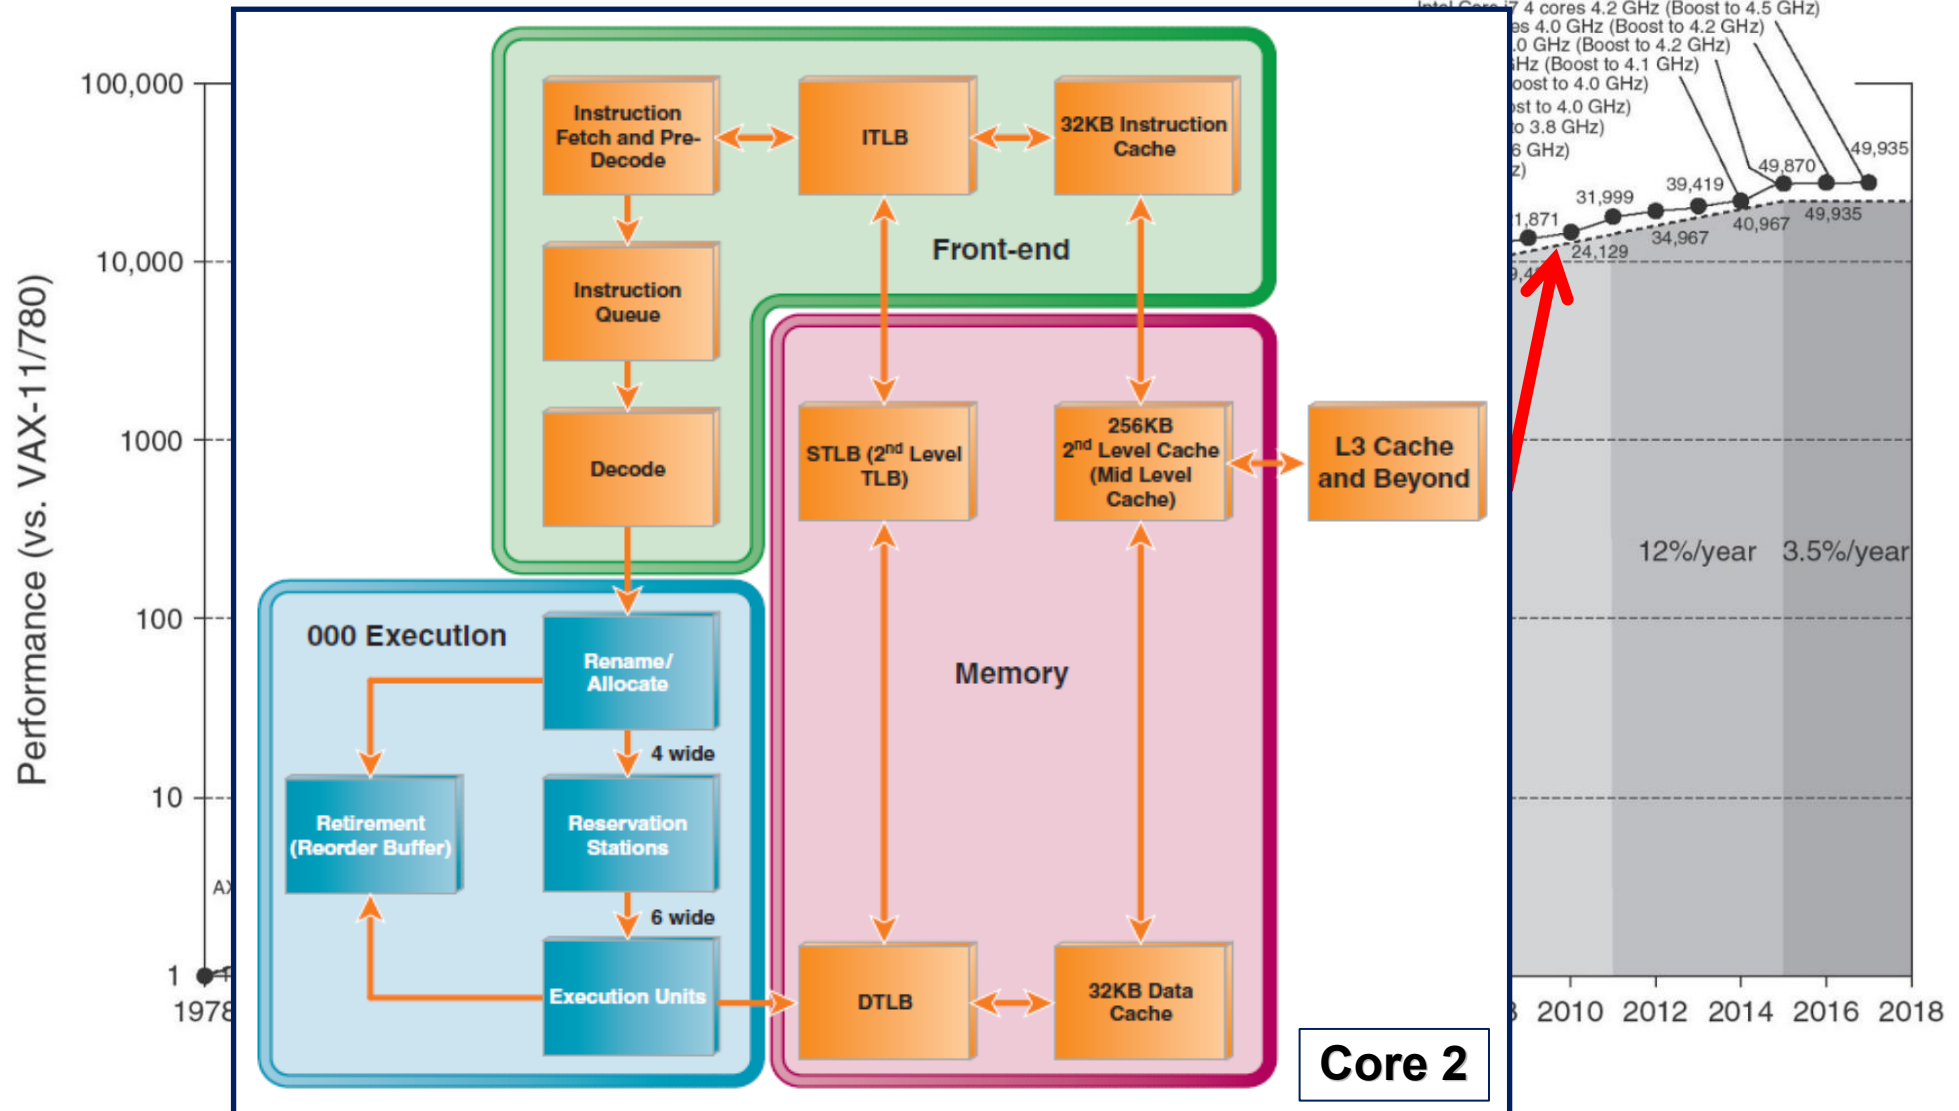 Performance (vs. VAX-11/780)
100,000
10,000
1000
100
10
1
1978
Instruction
Fetch and Pre-
Decode
ITLB
32KB Instruction
Cache
Front-end
Instruction
Queue
Decode
STLB (2nd Level
TLB)
256KB
2nd Level Cache
(Mid Level
Cache)
L3 Cache
and Beyond
000 Execution
Rename/
Allocate
4 wide
Memory
Retirement
(Reorder Buffer)
Reservation
Stations
6 wide
Execution Units
DTLB
32KB Data
Cache
Core 2
Intel Core i7 4 cores 4.2 GHz (Boost to 4.5 GHz)
4.0 GHz (Boost to 4.2 GHz)
.0 GHz (Boost to 4.2 GHz)
Hz (Boost to 4.1 GHz)
oost to 4.0 GHz)
st to 4.0 GHz)
to 3.8 GHz)
6 GHz)
z)
49,935
49,870
39,419
31,999
1,871
49,935
40,967
34,967
24,129
12%/year
3.5%/year
2010
2012
2014
2016
2018